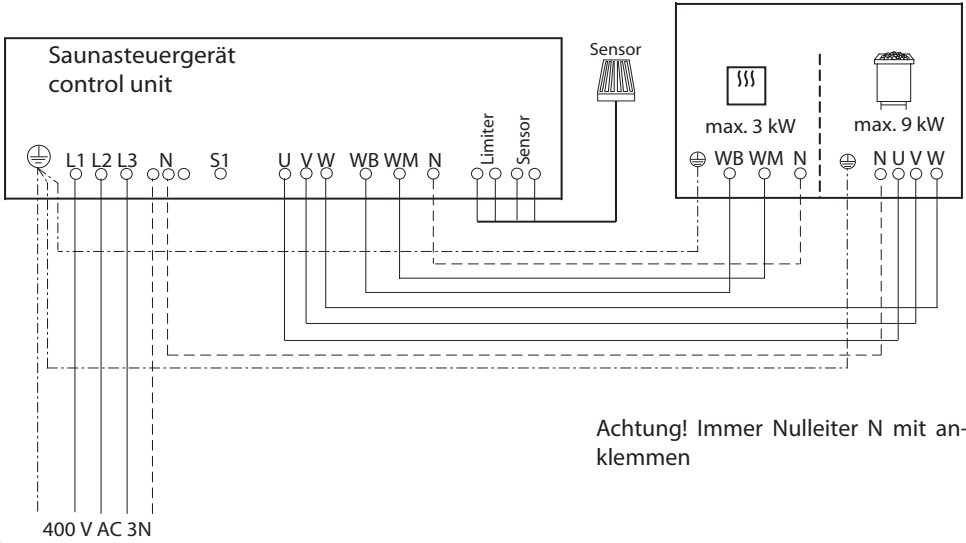 Saunasteuergerät
control unit
Sensor
max. 3 kW
max. 9 kW
L1 L2 L3 N S1 U V W WB WM N Limiter Sensor
WB WM N
N U V W
Achtung! Immer Nulleiter N mit an-
klemmen
400 V AC 3N